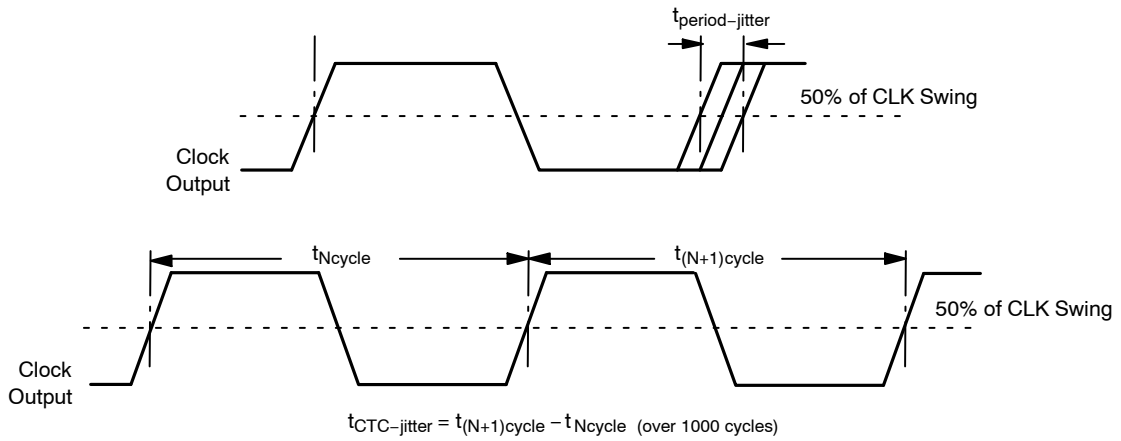 tperiod−jitter
50% of CLK Swing
Clock
Output
tNcycle
t(N+1)cycle
50% of CLK Swing
Clock
Output
tCTC−jitter = t(N+1)cycle − tNcycle (over 1000 cycles)